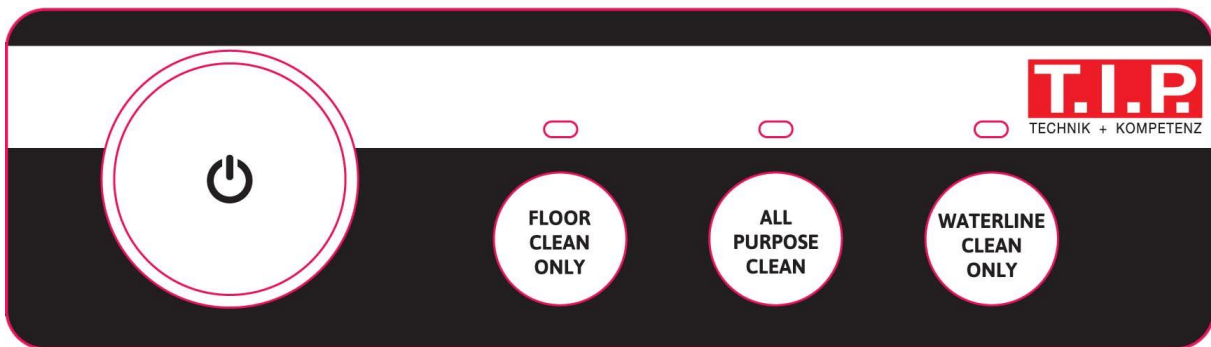 T.I.P.
TECHNIK + KOMPETENZ
FLOOR
CLEAN
ONLY
ALL
PURPOSE
CLEAN
WATERLINE
CLEAN
ONLY